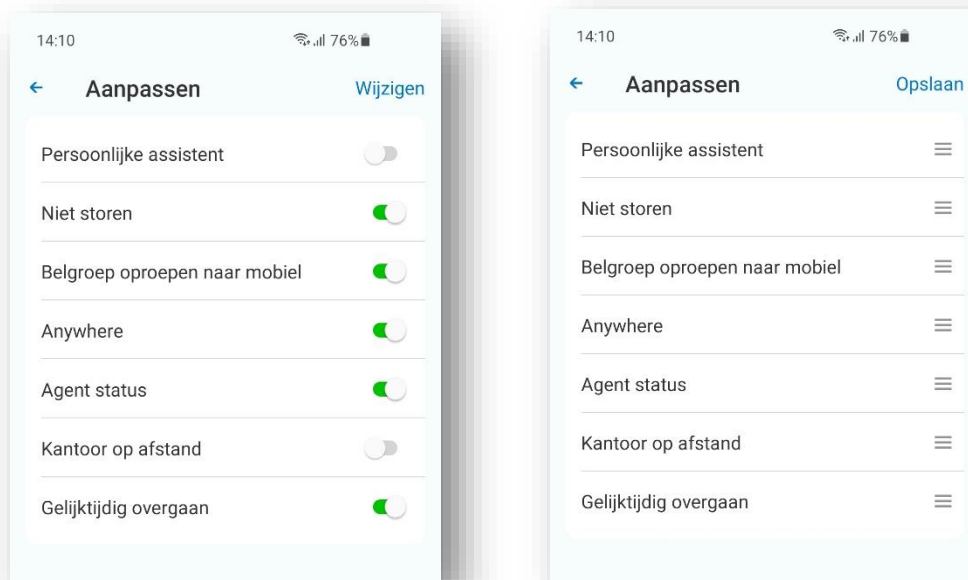 14:10 76%
Aanpassen Wijzigen
Persoonlijke assistent
Niet storen
Belgroep oproepen naar mobiel
Anywhere
Agent status
Kantoor op afstand
Gelijktijdig overgaan
14:10 76%
Aanpassen Opslaan
Persoonlijke assistent
Niet storen
Belgroep oproepen naar mobiel
Anywhere
Agent status
Kantoor op afstand
Gelijktijdig overgaan